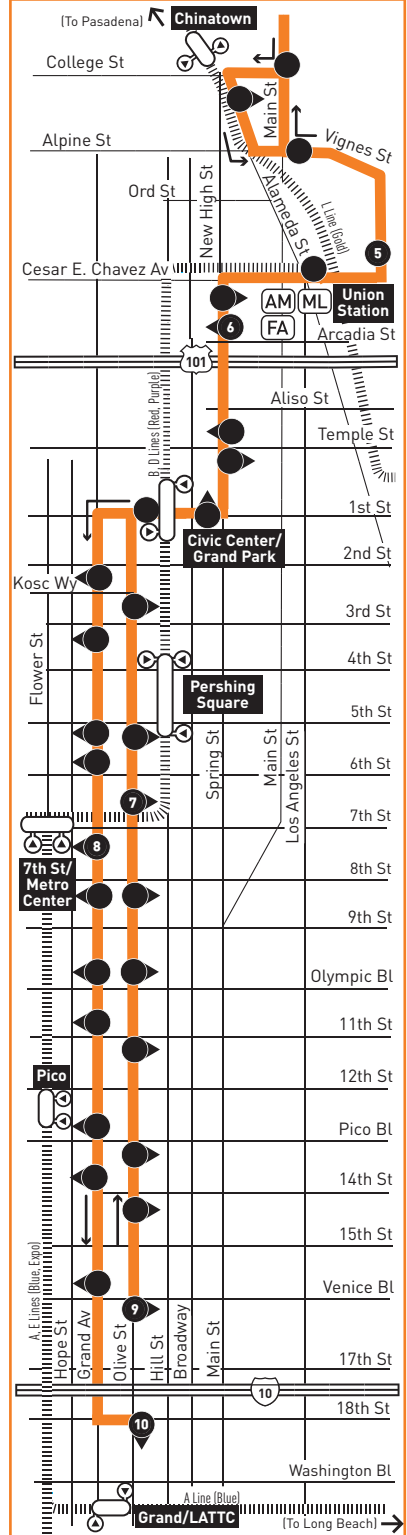 (To Pasadena)
Chinatown
College St
Main St
Alpine St
Vignes St
Ord St
New High St
Alameda St
L Line (Gold)
5
Cesar E. Chavez Av
AM
ML
Union
Station
6
FA
Arcadia St
101
B, D Lines (Red, Purple)
Aliso St
Temple St
1st St
Civic Center/
Grand Park
2nd St
Kosc Wy
3rd St
Flower St
4th St
Pershing
Square
5th St
Spring St
Main St
Los Angeles St
6th St
7
7th St
8
7th St/
Metro
Center
8th St
9th St
Olympic Bl
11th St
12th St
Pico
Pico Bl
14th St
15th St
A, E Lines (Blue, Expo)
Venice Bl
9
Hope St
Grand Av
Olive St
Hill St
Broadway
Main St
17th St
10
18th St
10
Washington Bl
A Line (Blue)
Grand/LATTC
(To Long Beach)